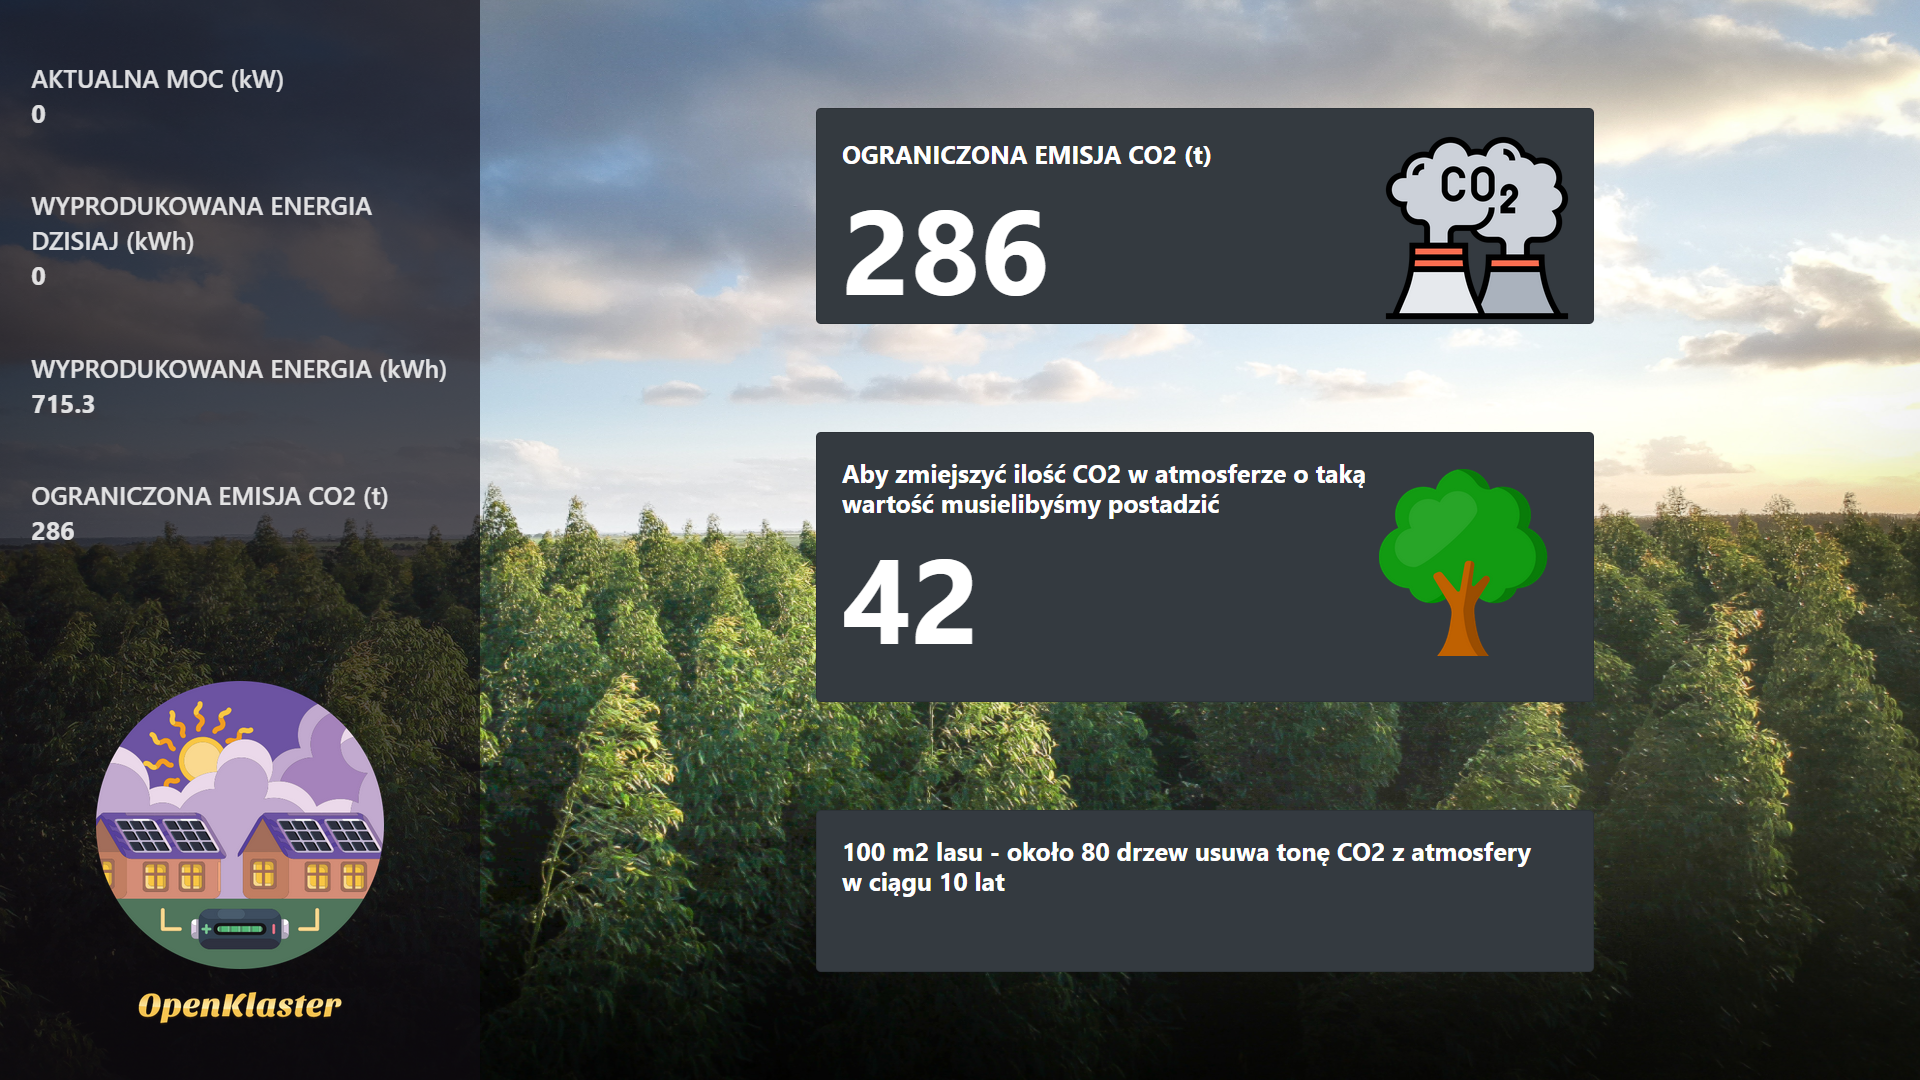 AKTUALNA MOC (kW)
0
WYPRODUKOWANA ENERGIA
DZISIAJ (kWh)
0
WYPRODUKOWANA ENERGIA (kWh)
715.3
OGRANICZONA EMISJA CO2 (t)
286
OpenKlaster
OGRANICZONA EMISJA CO2 (t)
286
CO2
Aby zmiejszyć ilość CO2 w atmosferze o taką
wartość musielibyśmy postadzić
42
100 m2 lasu - około 80 drzew usuwa tonę CO2 z atmosfery
w ciągu 10 lat